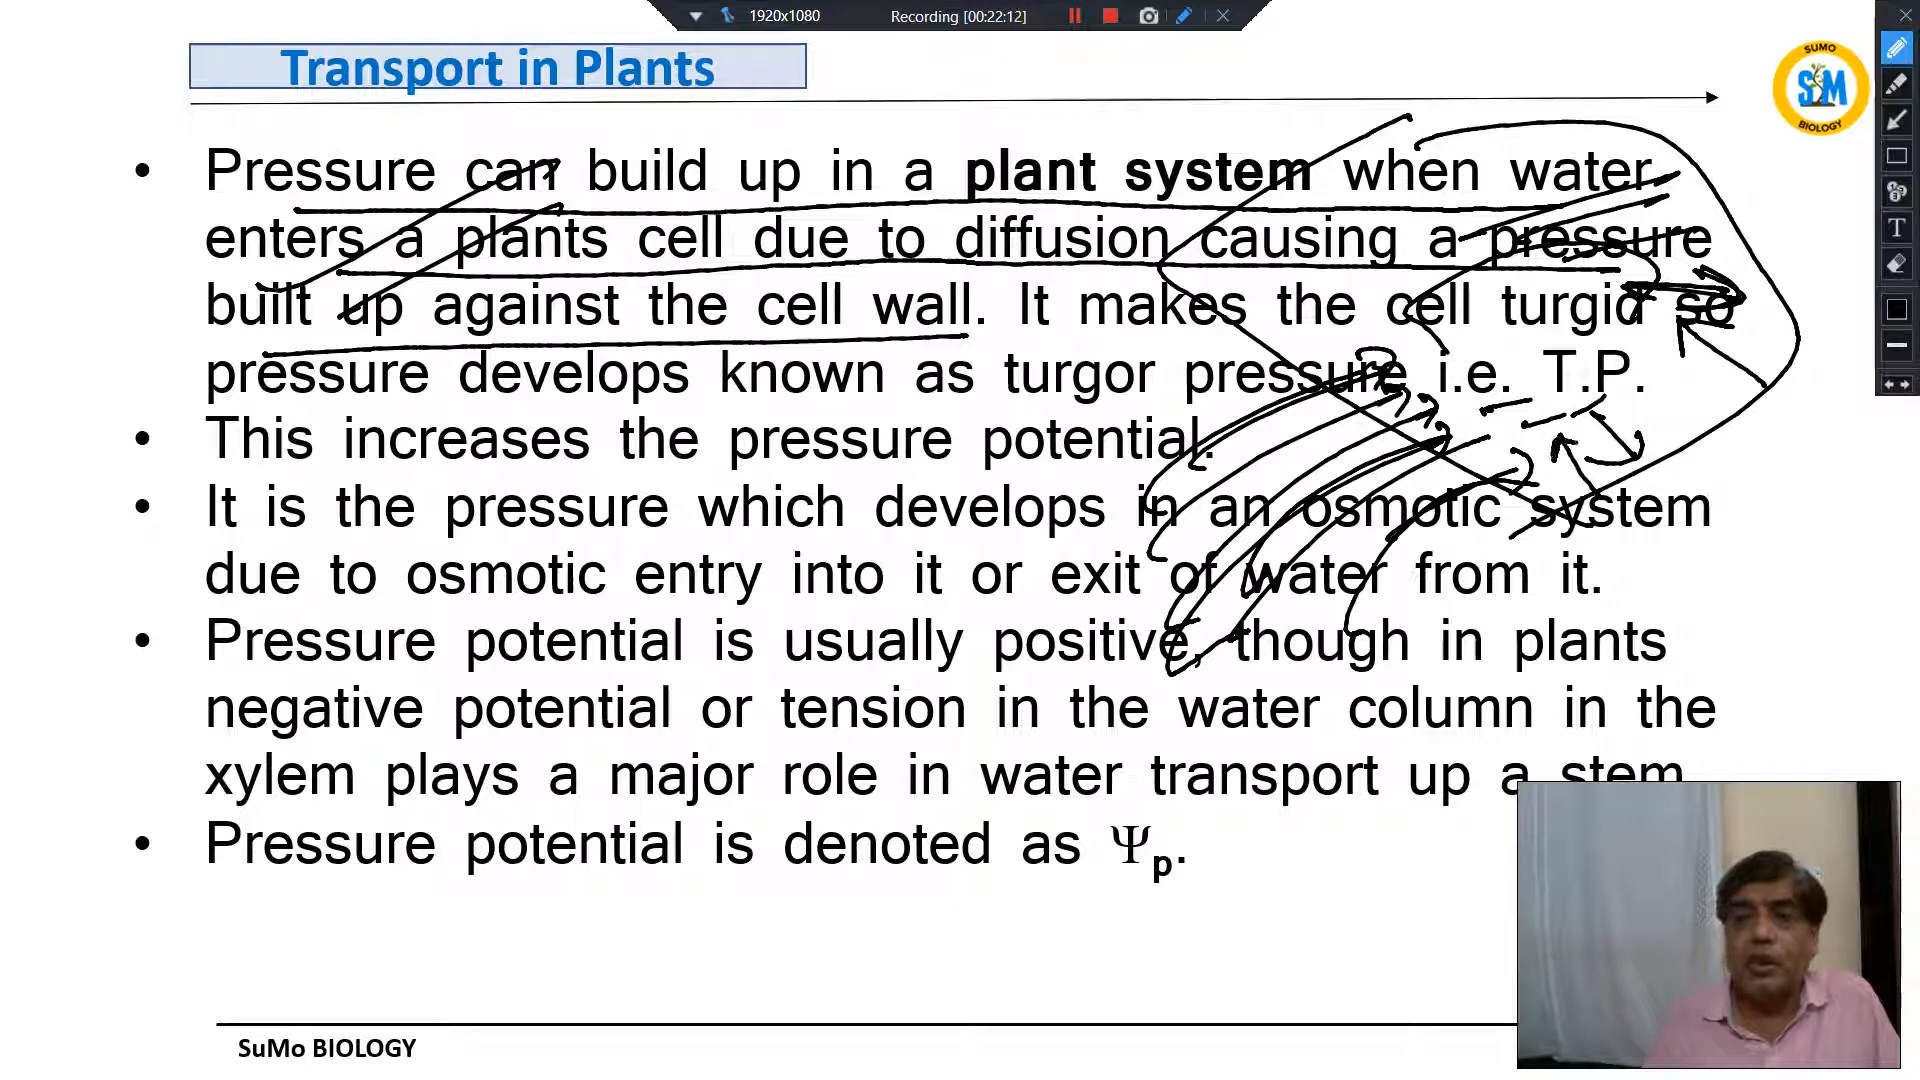 1920x1080
Recording [00:22:12]
Transport in Plants
SUMO
SM
BIOLOGY
T
• Pressure can build up in a plant system when water
enters a plants cell due to diffusion causing a pressure
built up against the cell wall. It makes the cell turgid so
pressure develops known as turgor pressure i.e. T.P.
• This increases the pressure potential.
• It is the pressure which develops in an osmotic system
due to osmotic entry into it or exit of water from it.
• Pressure potential is usually positive, though in plants
negative potential or tension in the water column in the
xylem plays a major role in water transport up a stem
• Pressure potential is denoted as Ψp.
SuMo BIOLOGY